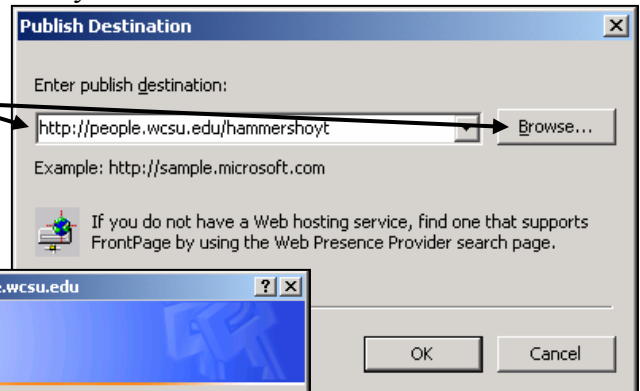 Publish Destination
Enter publish destination:
http://people.wcsu.edu/hammershoyt
Browse...
Example: http://sample.microsoft.com
If you do not have a Web hosting service, find one that supports
FrontPage by using the Web Presence Provider search page.
.wcsu.edu
OK
Cancel